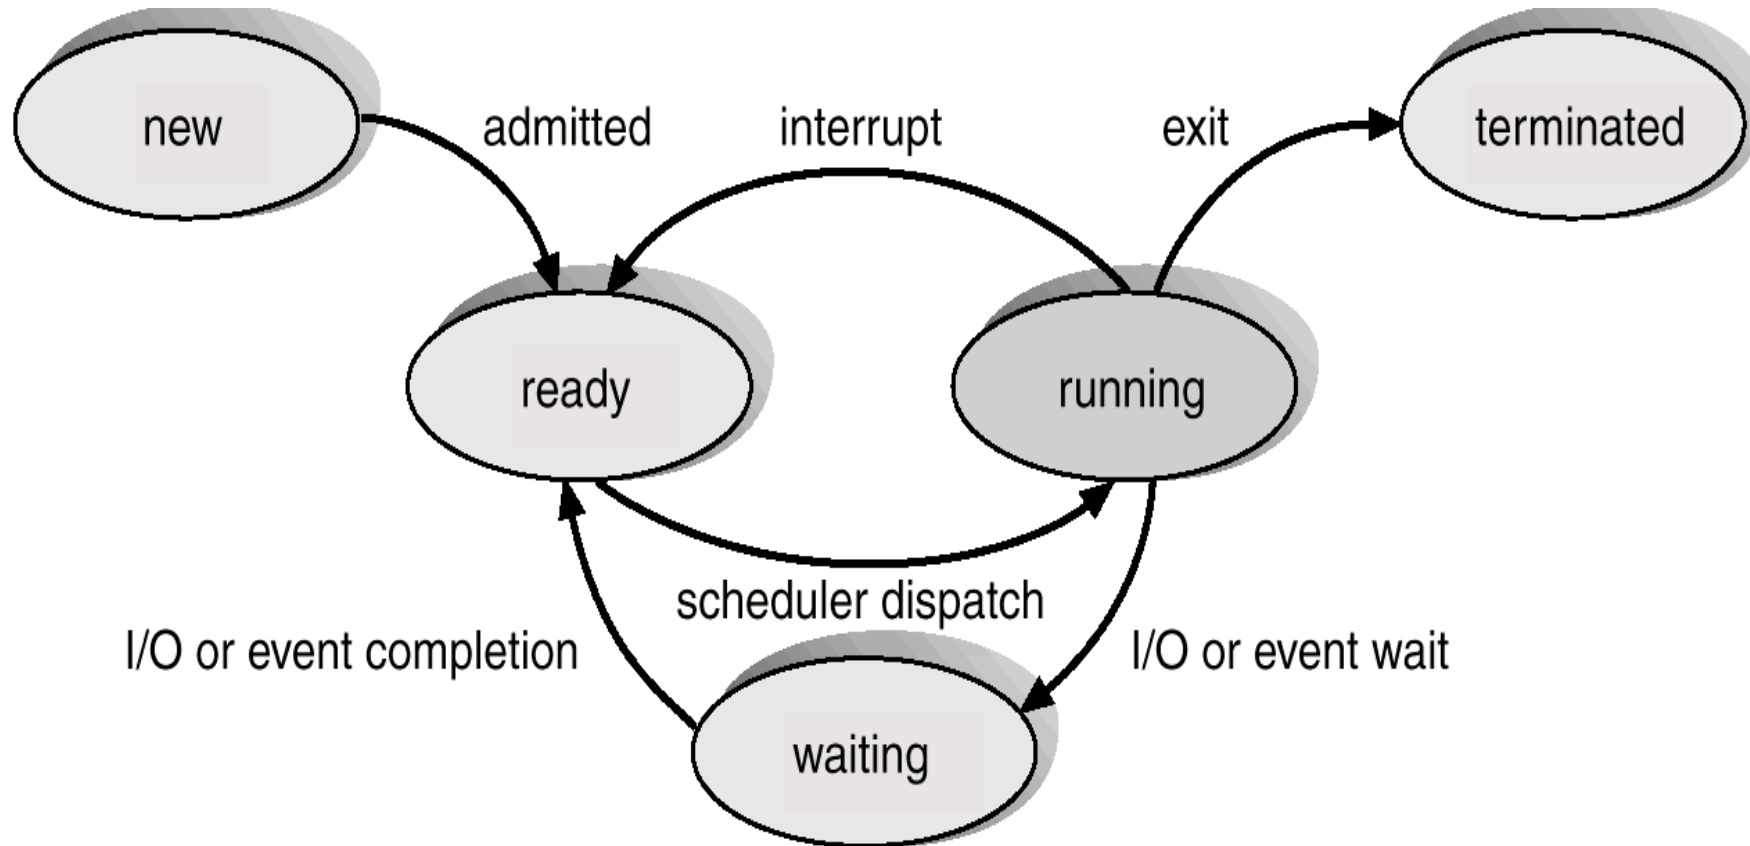 new
admitted
interrupt
exit
terminated
ready
running
scheduler dispatch
I/O or event completion
I/O or event wait
waiting